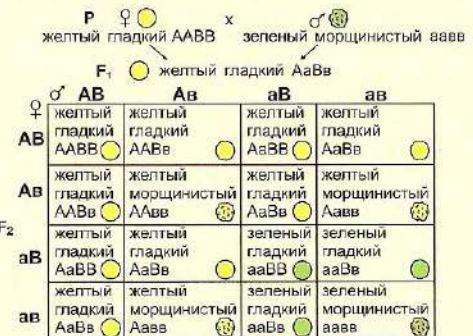 P ♀ x ♂
желтый гладкий ААВВ зеленый морщинистый аавв
F₁ желтый гладкий АаВв
♂ АВ Ав аВ ав
♀
АВ
желтый желтый желтый желтый
гладкий гладкий гладкий гладкий
ААВВ ААВв АаВВ АаВв
Ав
желтый желтый желтый желтый
гладкий морщинистый гладкий морщинистый
ААВв ААвв АаВв Аавв
F₂
аВ
желтый желтый зеленый зеленый
гладкий гладкий гладкий гладкий
АаВВ АаВв ааВВ ааВв
ав
желтый желтый зеленый зеленый
гладкий морщинистый гладкий морщинистый
АаВв Аавв ааВв аавв